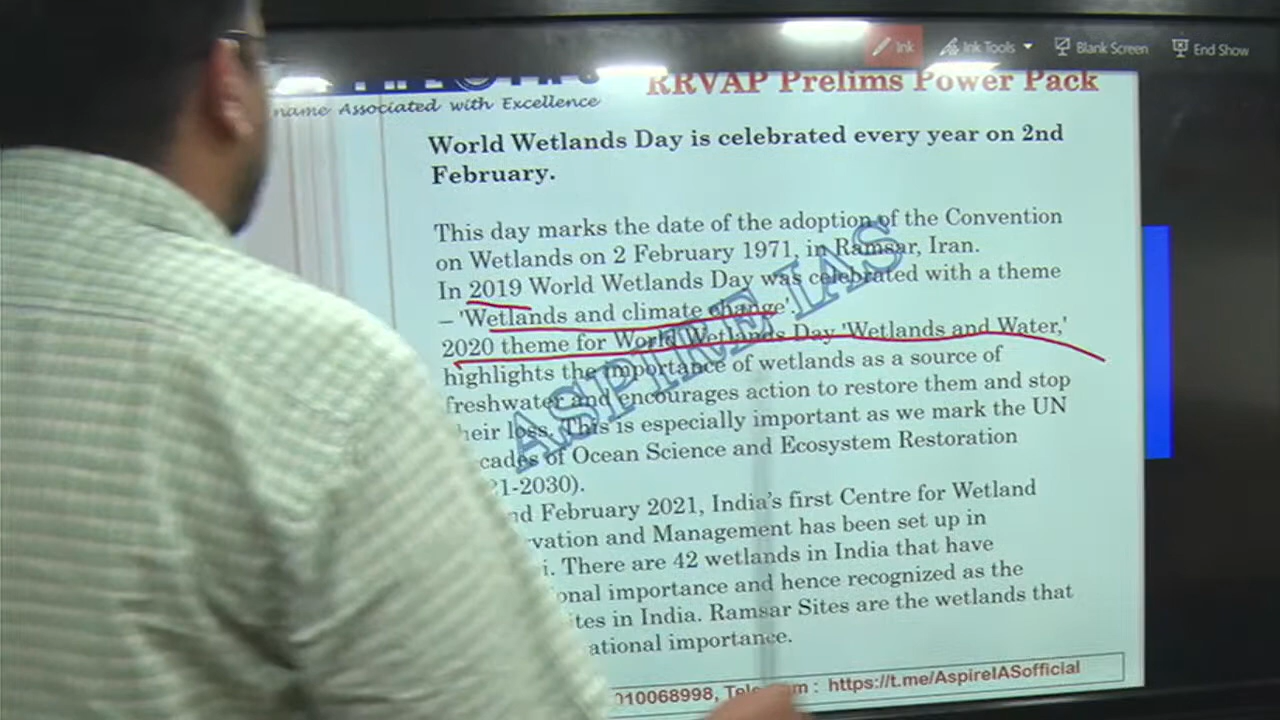 Ink Ink Tools Blank Screen End Show
RRVAP Prelims Power Pack
name Associated with Excellence
World Wetlands Day is celebrated every year on 2nd
February.
This day marks the date of the adoption of the Convention
on Wetlands on 2 February 1971, in Ramsar, Iran.
In 2019 World Wetlands Day was celebrated with a theme
– 'Wetlands and climate change'.
2020 theme for World Wetlands Day 'Wetlands and Water,'
highlights the importance of wetlands as a source of
freshwater and encourages action to restore them and stop
heir loss. This is especially important as we mark the UN
cades of Ocean Science and Ecosystem Restoration
21-2030).
nd February 2021, India's first Centre for Wetland
rvation and Management has been set up in
i. There are 42 wetlands in India that have
onal importance and hence recognized as the
ites in India. Ramsar Sites are the wetlands that
ational importance.
ASPIRE IAS
010068998, Telegram : https://t.me/AspireIASofficial